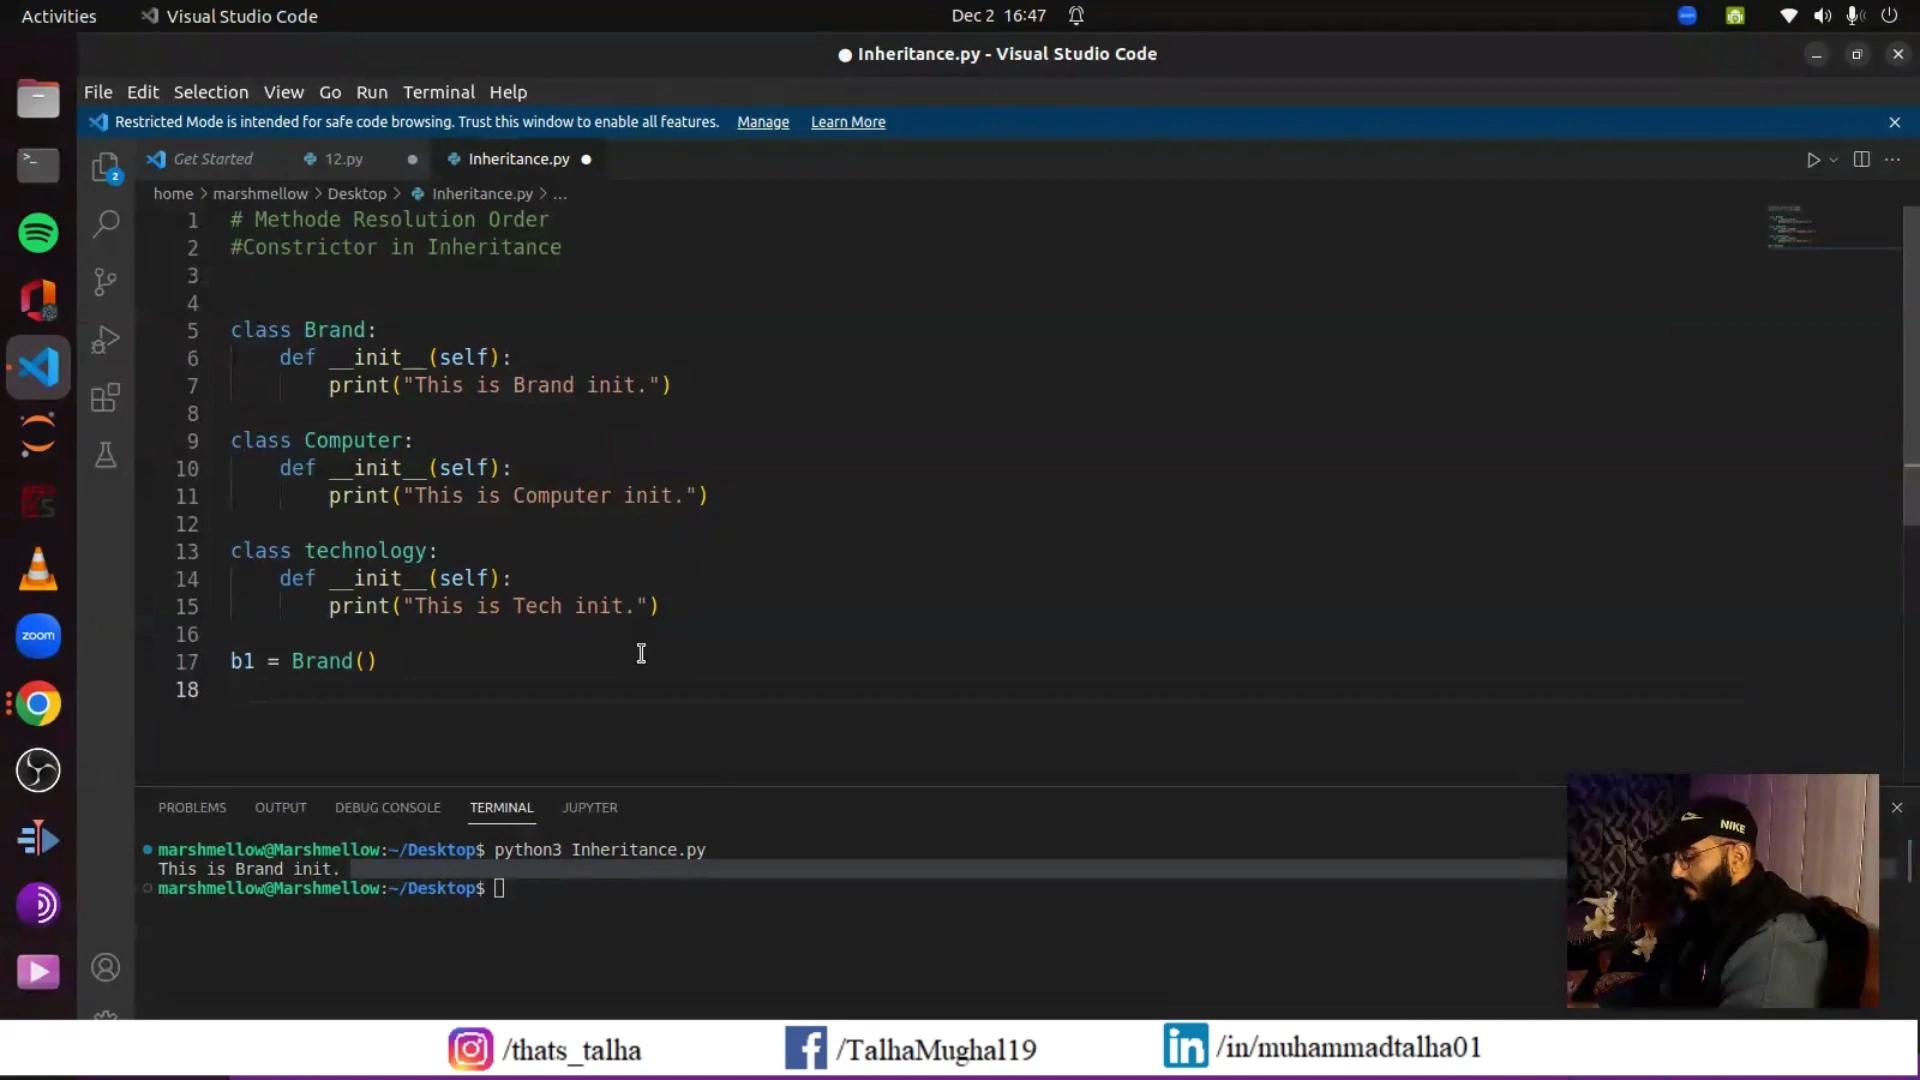 Activities Visual Studio Code Dec 2 16:47
Inheritance.py - Visual Studio Code
File Edit Selection View Go Run Terminal Help
Restricted Mode is intended for safe code browsing. Trust this window to enable all features. Manage Learn More
Get Started 12.py Inheritance.py
home > marshmellow > Desktop > Inheritance.py > ...
1 # Methode Resolution Order
2 #Constrictor in Inheritance
3
4
5 class Brand:
6 def __init__(self):
7 print("This is Brand init.")
8
9 class Computer:
10 def __init__(self):
11 print("This is Computer init.")
12
13 class technology:
14 def __init__(self):
15 print("This is Tech init.")
16
17 b1 = Brand()
18
PROBLEMS OUTPUT DEBUG CONSOLE TERMINAL JUPYTER
marshmellow@Marshmellow:~/Desktop$ python3 Inheritance.py
This is Brand init.
marshmellow@Marshmellow:~/Desktop$
2
zoom
NIKE
/thats_talha /TalhaMughal19 in /in/muhammadtalha01